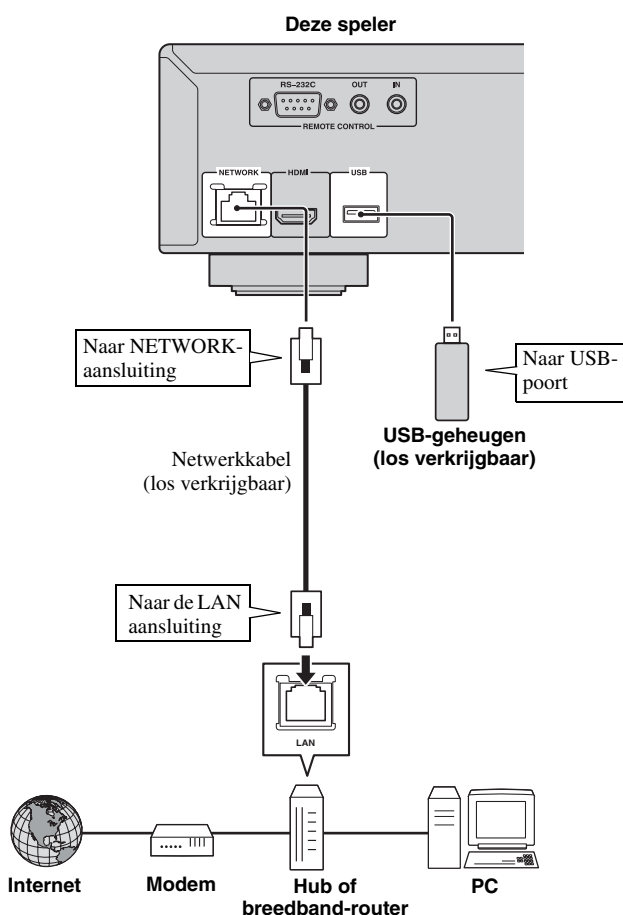 Deze speler
RS–232C
OUT
IN
REMOTE CONTROL
NETWORK
HDMI
USB
Naar NETWORK-
aansluiting
Naar USB-
poort
USB-geheugen
(los verkrijgbaar)
Netwerkkabel
(los verkrijgbaar)
Naar de LAN
aansluiting
LAN
Internet
Modem
Hub of
breedband-router
PC